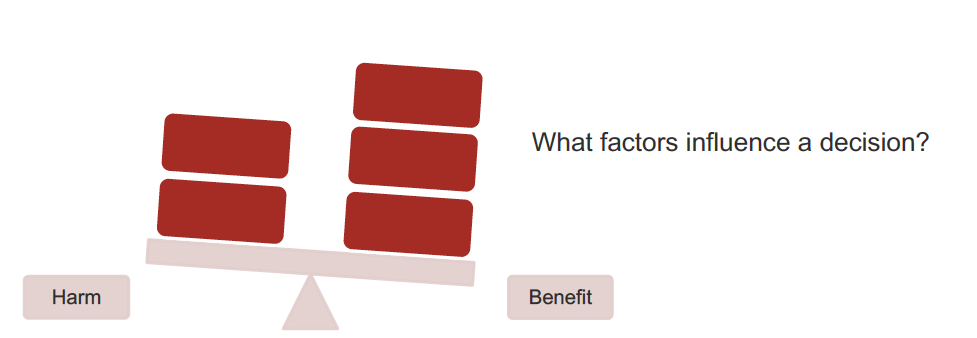 What factors influence a decision?
Harm
Benefit